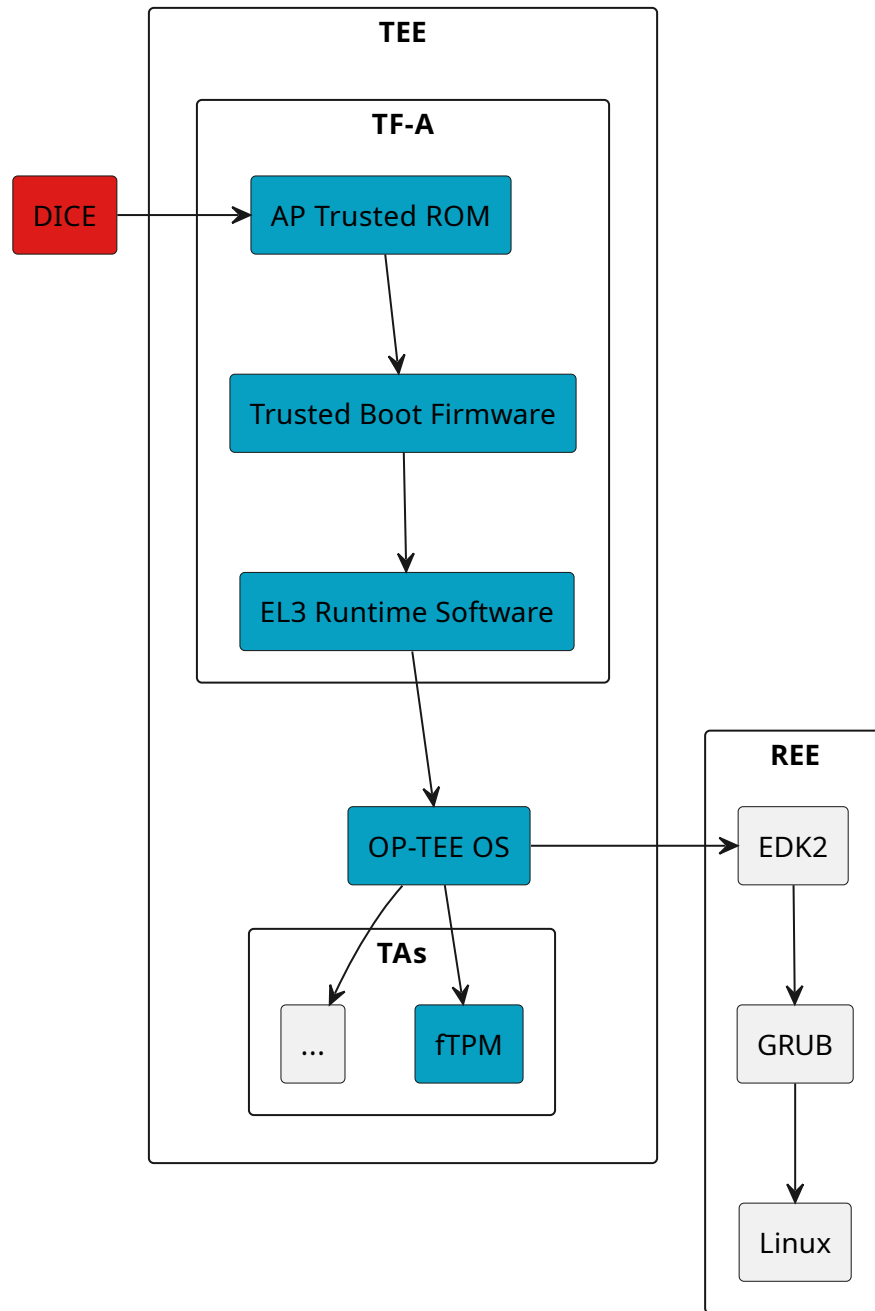 TEE
TF-A
DICE
AP Trusted ROM
Trusted Boot Firmware
EL3 Runtime Software
REE
OP-TEE OS
EDK2
TAs
...
fTPM
GRUB
Linux